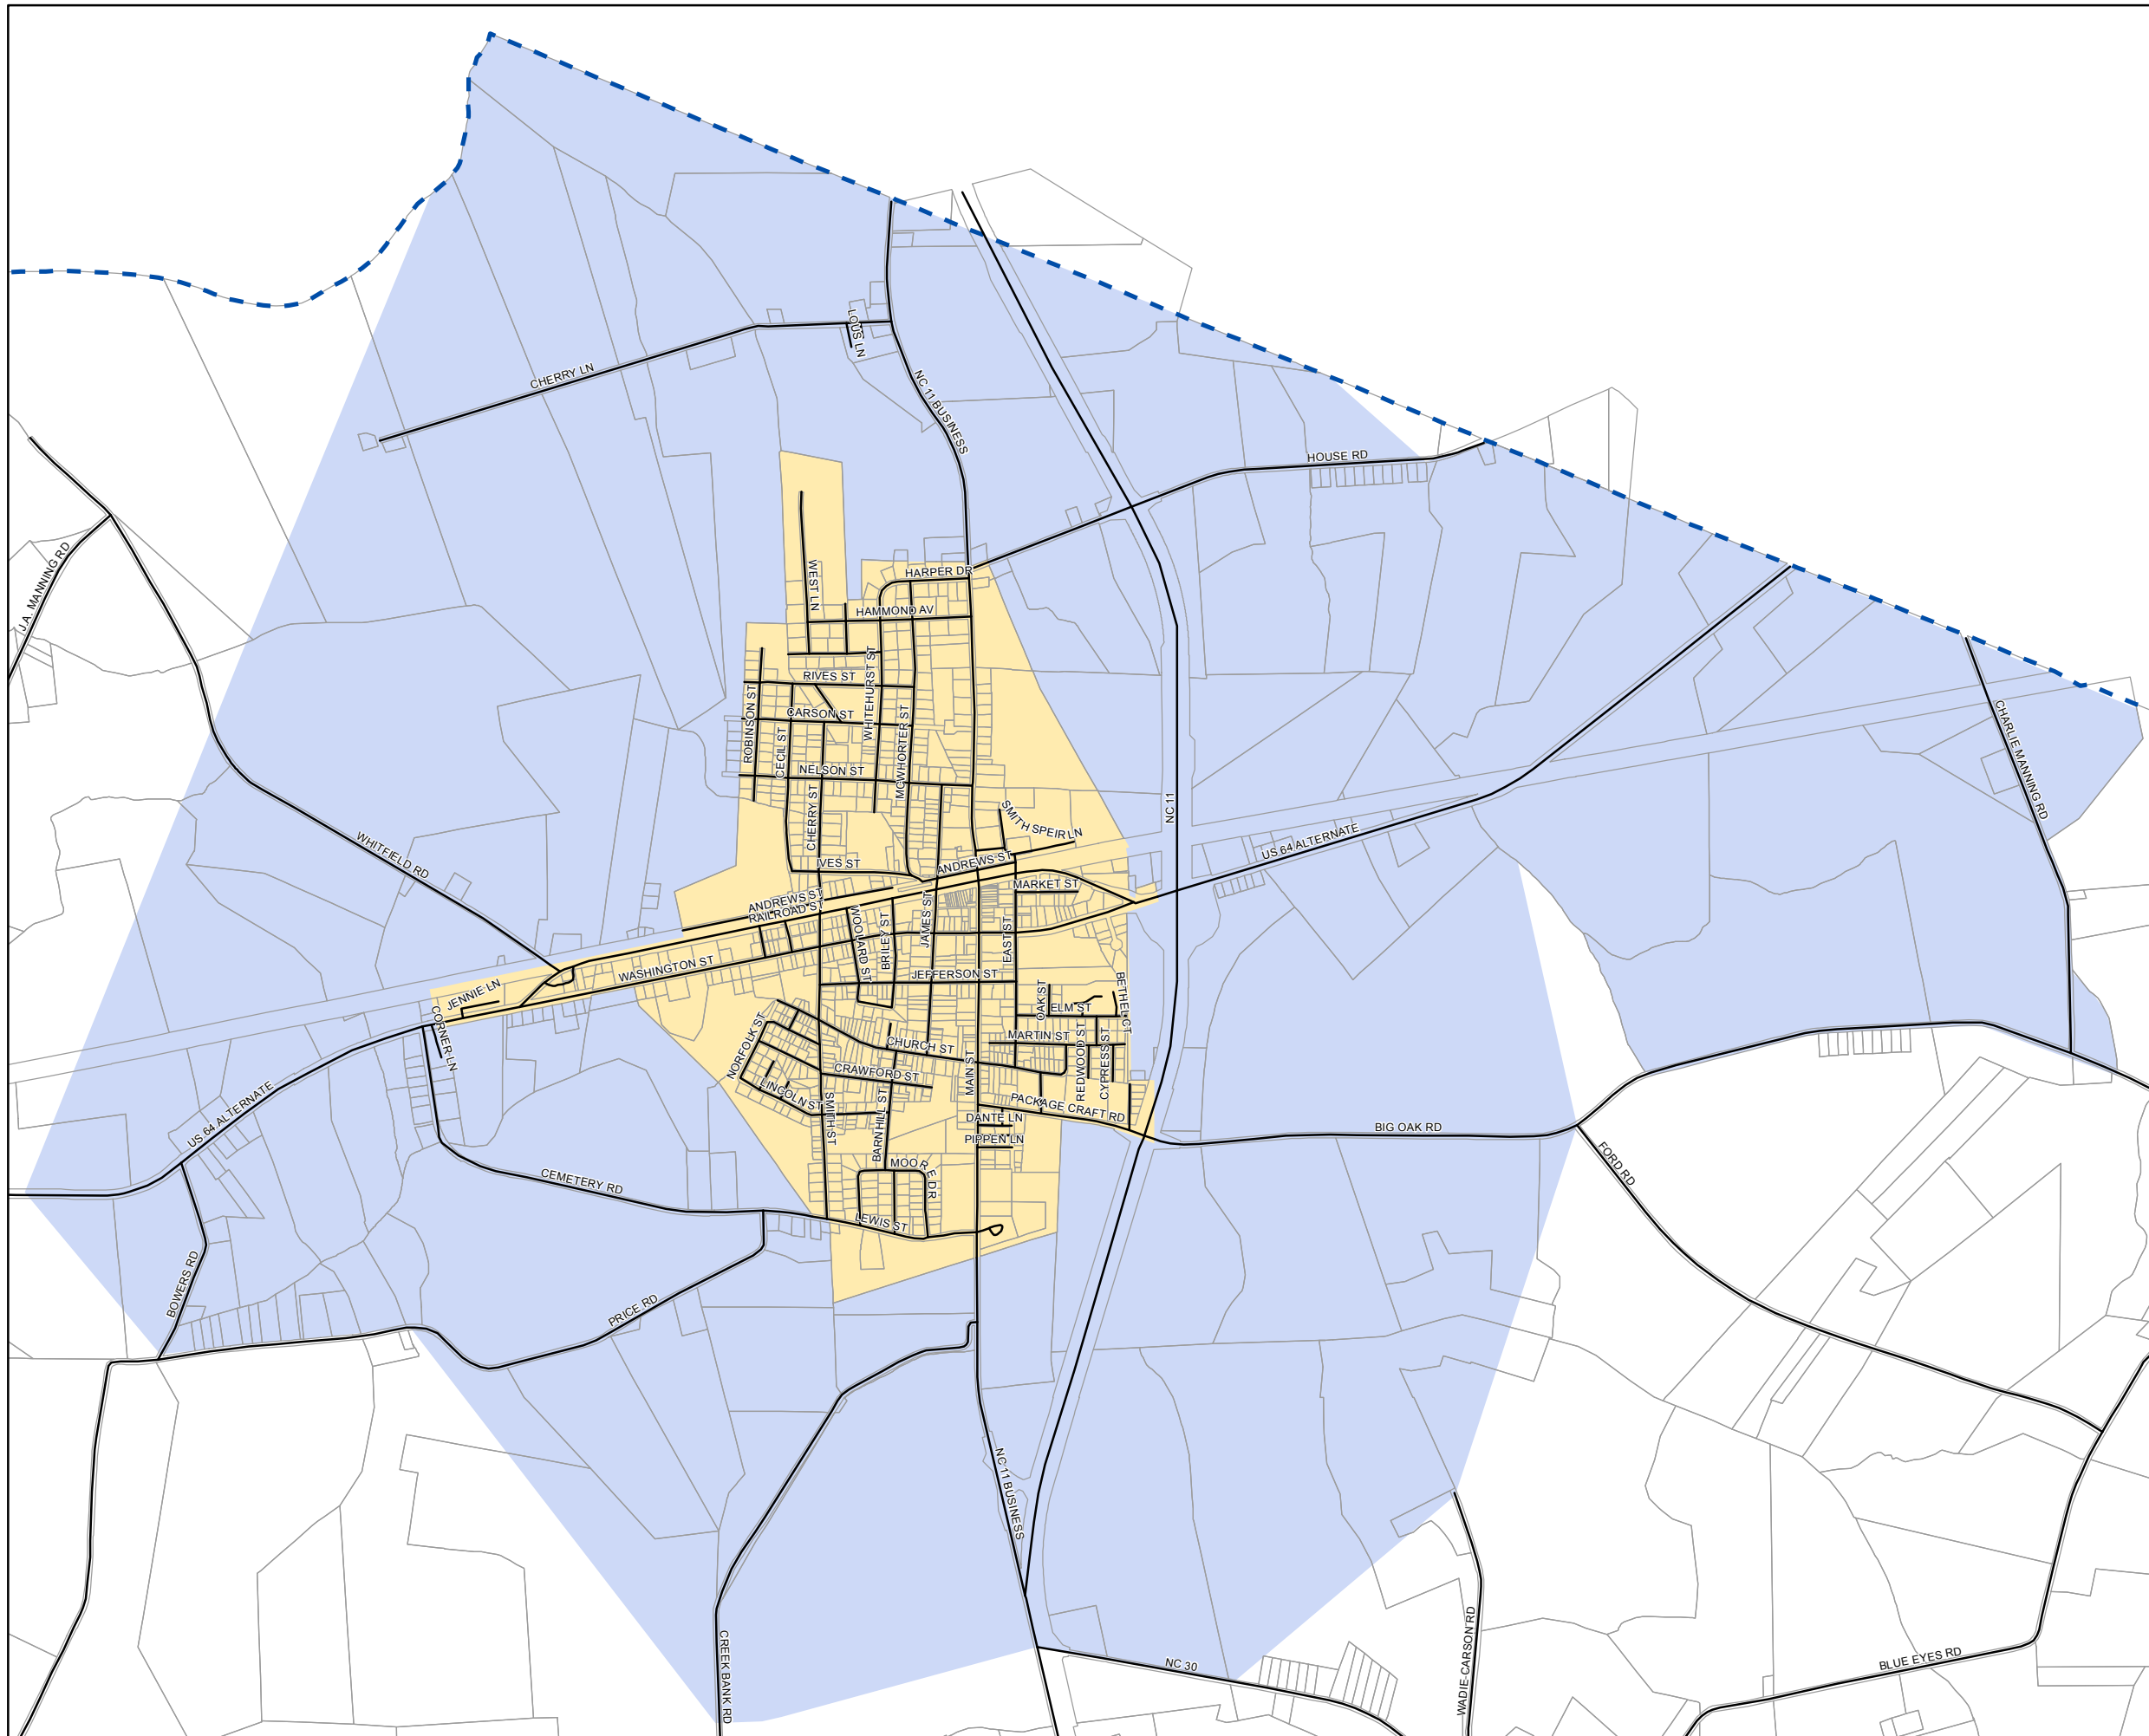 LOUS LN
CHERRY LN
NC 11 BUSINESS
HOUSE RD
J.A. MANNING RD
WEST LN
HARPER DR
HAMMOND AV
RIVES ST
WHITEHURST ST
ROBINSON ST
CARSON ST
CECIL ST
MCWHORTER ST
NELSON ST
CHERRY ST
SMITH SPEIR LN
NC 11
CHARLIE MANNING RD
US 64 ALTERNATE
WHITFIELD RD
IVES ST
ANDREWS ST
MARKET ST
ANDREWS ST
RAILROAD ST
WOOLARD ST
BRILEY ST
JAMES ST
EAST ST
WASHINGTON ST
JEFFERSON ST
JENNIE LN
CORNER LN
OAK ST
ELM ST
BETHEL CT
NORFOLK ST
CHURCH ST
MARTIN ST
REDWOOD ST
CYPRESS ST
CRAWFORD ST
MAIN ST
LINCOLN ST
SMITH ST
BARNHILL ST
PACKAGE CRAFT RD
DANTE LN
PIPPEN LN
BIG OAK RD
US 64 ALTERNATE
FORD RD
MOORE DR
CEMETERY RD
LEWIS ST
BOWERS RD
PRICE RD
NC 11 BUSINESS
CREEK BANK RD
NC 30
WADIE-CARSON RD
BLUE EYES RD